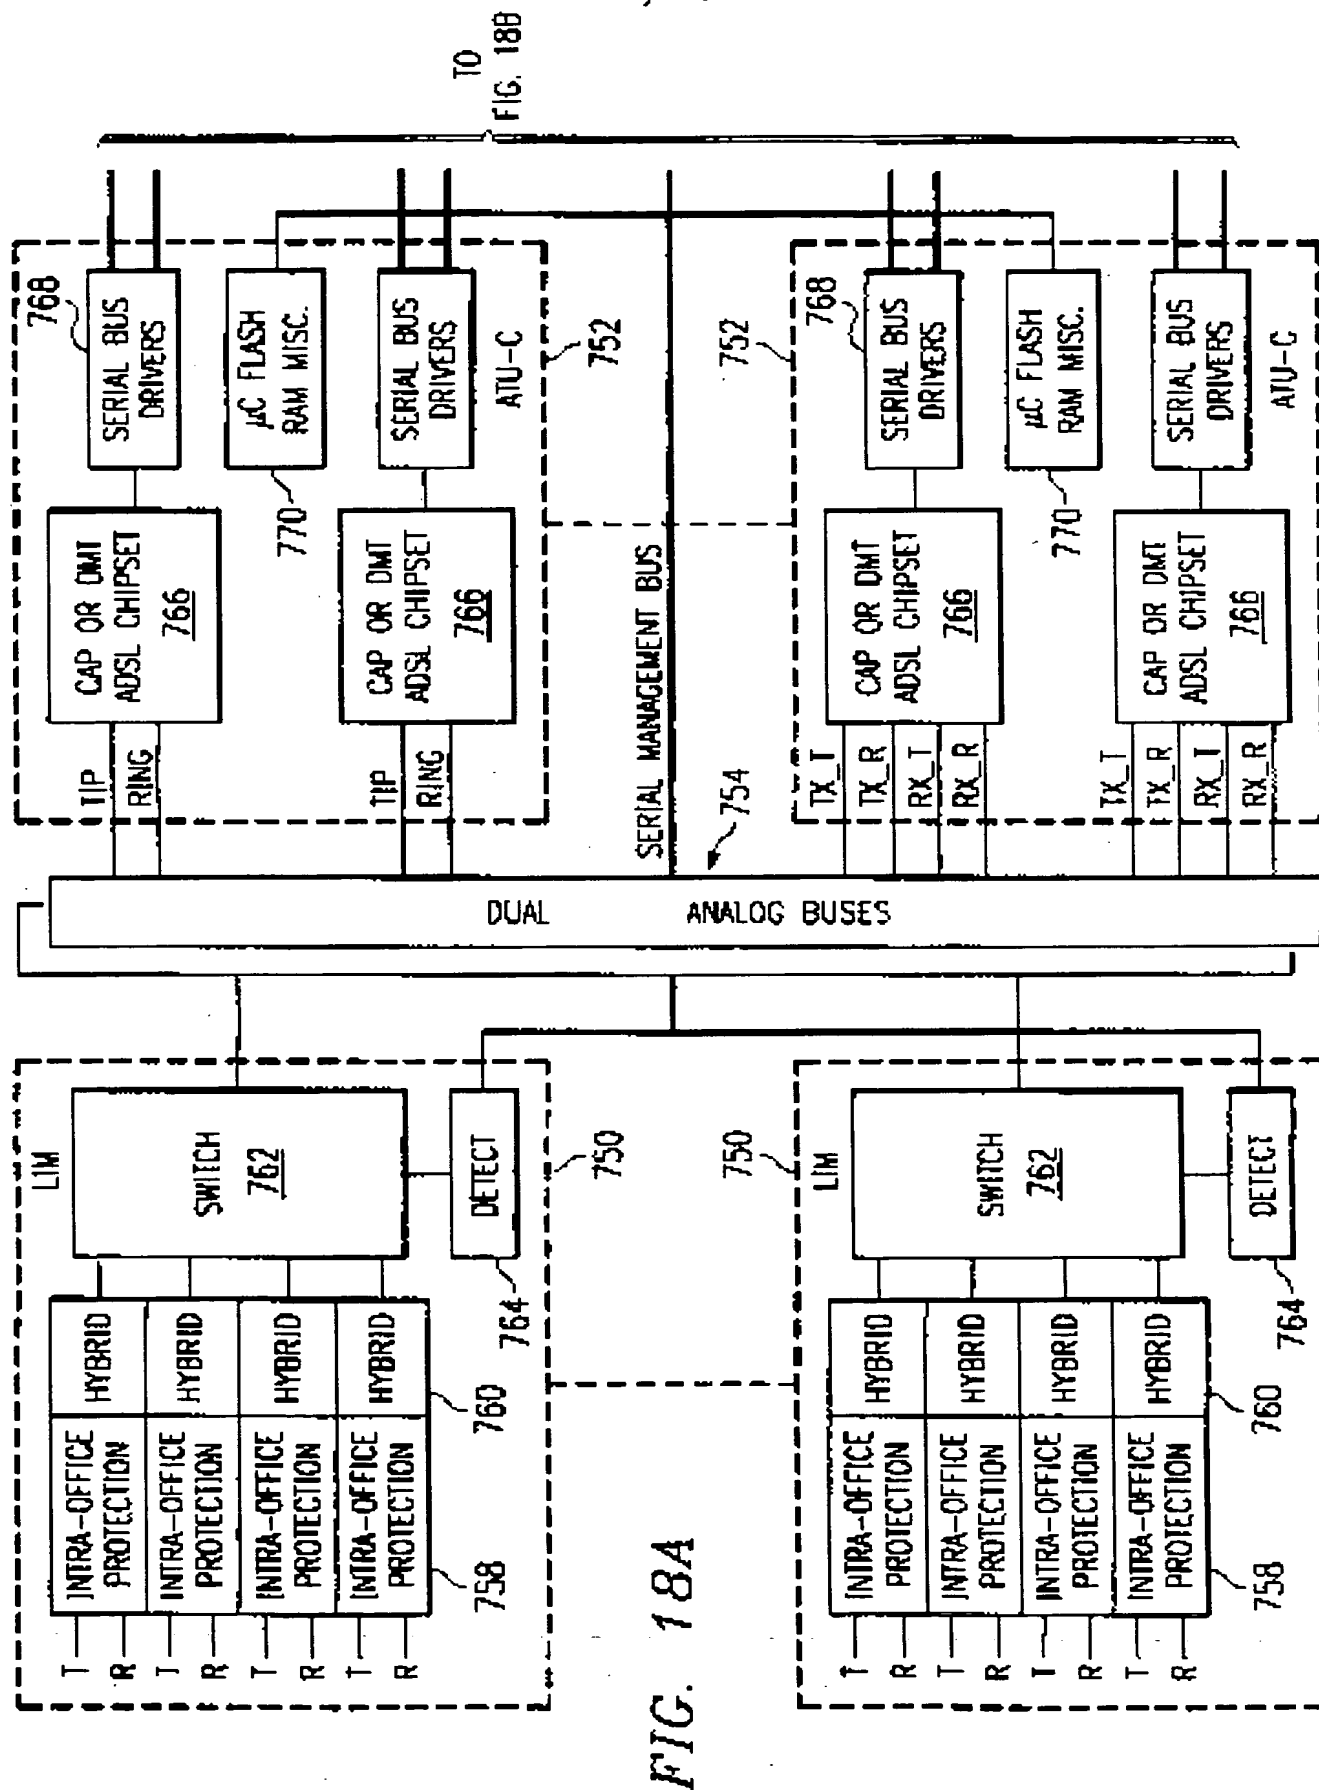 TO
FIG. 18B
768
SERIAL BUS
DRIVERS
µC FLASH
RAM MISC.
SERIAL BUS
DRIVERS
ATU-C
752
CAP OR DMT
ADSL CHIPSET
766
770
CAP OR DMT
ADSL CHIPSET
766
TIP
RING
TIP
RING
752
768
SERIAL BUS
DRIVERS
µC FLASH
RAM MISC.
SERIAL BUS
DRIVERS
ATU-C
CAP OR DMT
ADSL CHIPSET
766
770
CAP OR DMT
ADSL CHIPSET
766
TX_T
TX_R
RX_T
RX_R
TX_T
TX_R
RX_T
RX_R
SERIAL MANAGEMENT BUS
754
DUAL ANALOG BUSES
LIM
SWITCH
762
DETECT
750
764
HYBRID
HYBRID
HYBRID
HYBRID
760
INTRA-OFFICE
PROTECTION
INTRA-OFFICE
PROTECTION
INTRA-OFFICE
PROTECTION
INTRA-OFFICE
PROTECTION
758
T
R
T
R
T
R
T
R
750
LIM
SWITCH
762
DETECT
764
HYBRID
HYBRID
HYBRID
HYBRID
760
INTRA-OFFICE
PROTECTION
INTRA-OFFICE
PROTECTION
INTRA-OFFICE
PROTECTION
INTRA-OFFICE
PROTECTION
758
T
R
T
R
T
R
T
R
FIG. 18A